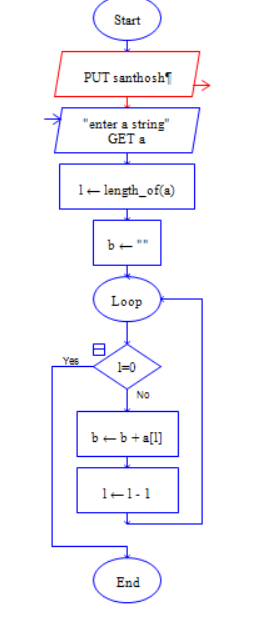 Start
PUT santhosh¶
"enter a string"
GET a
l ← length_of(a)
b ← ""
Loop
l=0
Yes
No
b ← b + a[l]
l ← l - 1
End